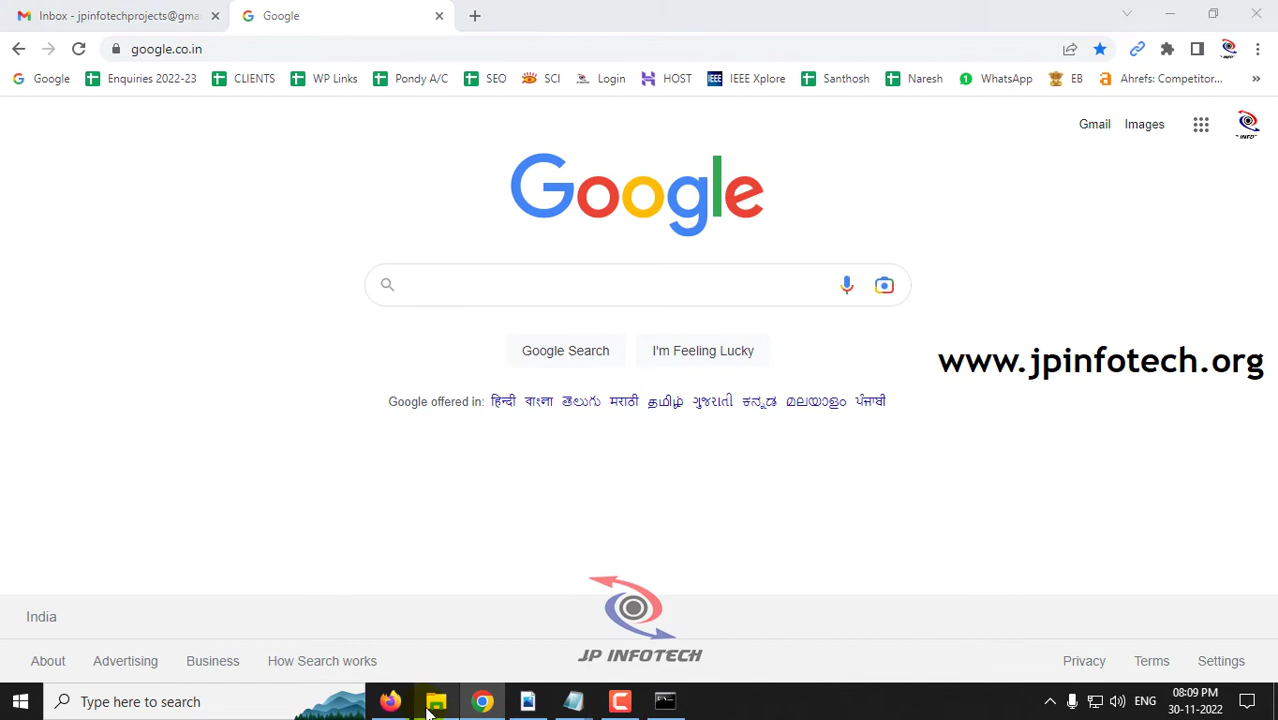 Inbox - jpinfotechprojects@gma
Google
google.co.in
Google
Enquiries 2022-23
CLIENTS
WP Links
Pondy A/C
SEO
SCI
Login
HOST
IEEE Xplore
Santhosh
Naresh
WhatsApp
EB
Ahrefs: Competitor...
Gmail
Images
Google
Google Search
I'm Feeling Lucky
www.jpinfotech.org
Google offered in: हिन्दी বাংলা తెలుగు मराठी தமிழ் ગુજરાતી ಕನ್ನಡ മലയാളം ਪੰਜਾਬੀ
India
JP INFOTECH
About
Advertising
Business
How Search works
Privacy
Terms
Settings
Type here to search
ENG
08:09 PM
30-11-2022